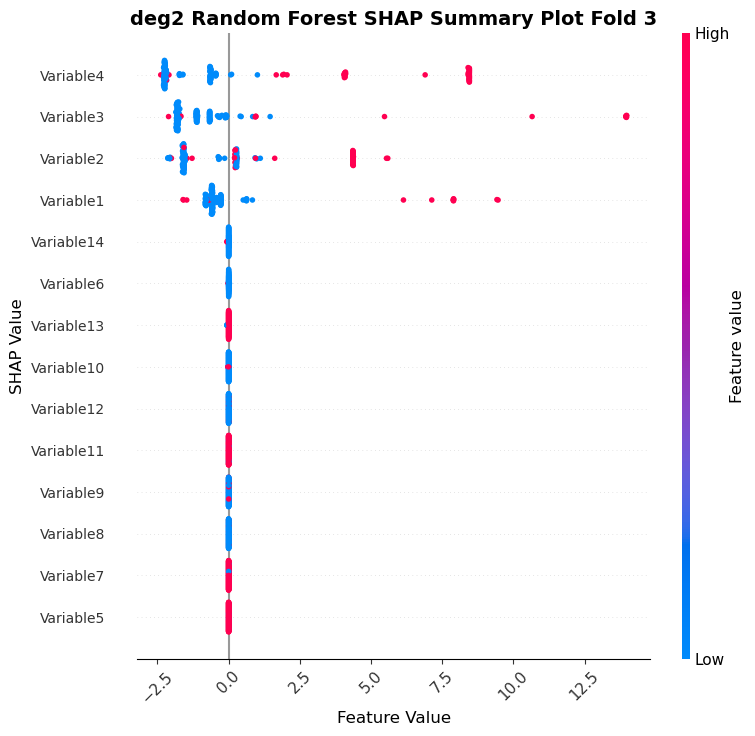 deg2 Random Forest SHAP Summary Plot Fold 3
High
Variable4
Variable3
Variable2
Variable1
Variable14
Variable6
Variable13
Variable10
Variable12
Variable11
Variable9
Variable8
Variable7
Variable5
SHAP Value
Feature value
Low
−2.5 0.0 2.5 5.0 7.5 10.0 12.5
Feature Value